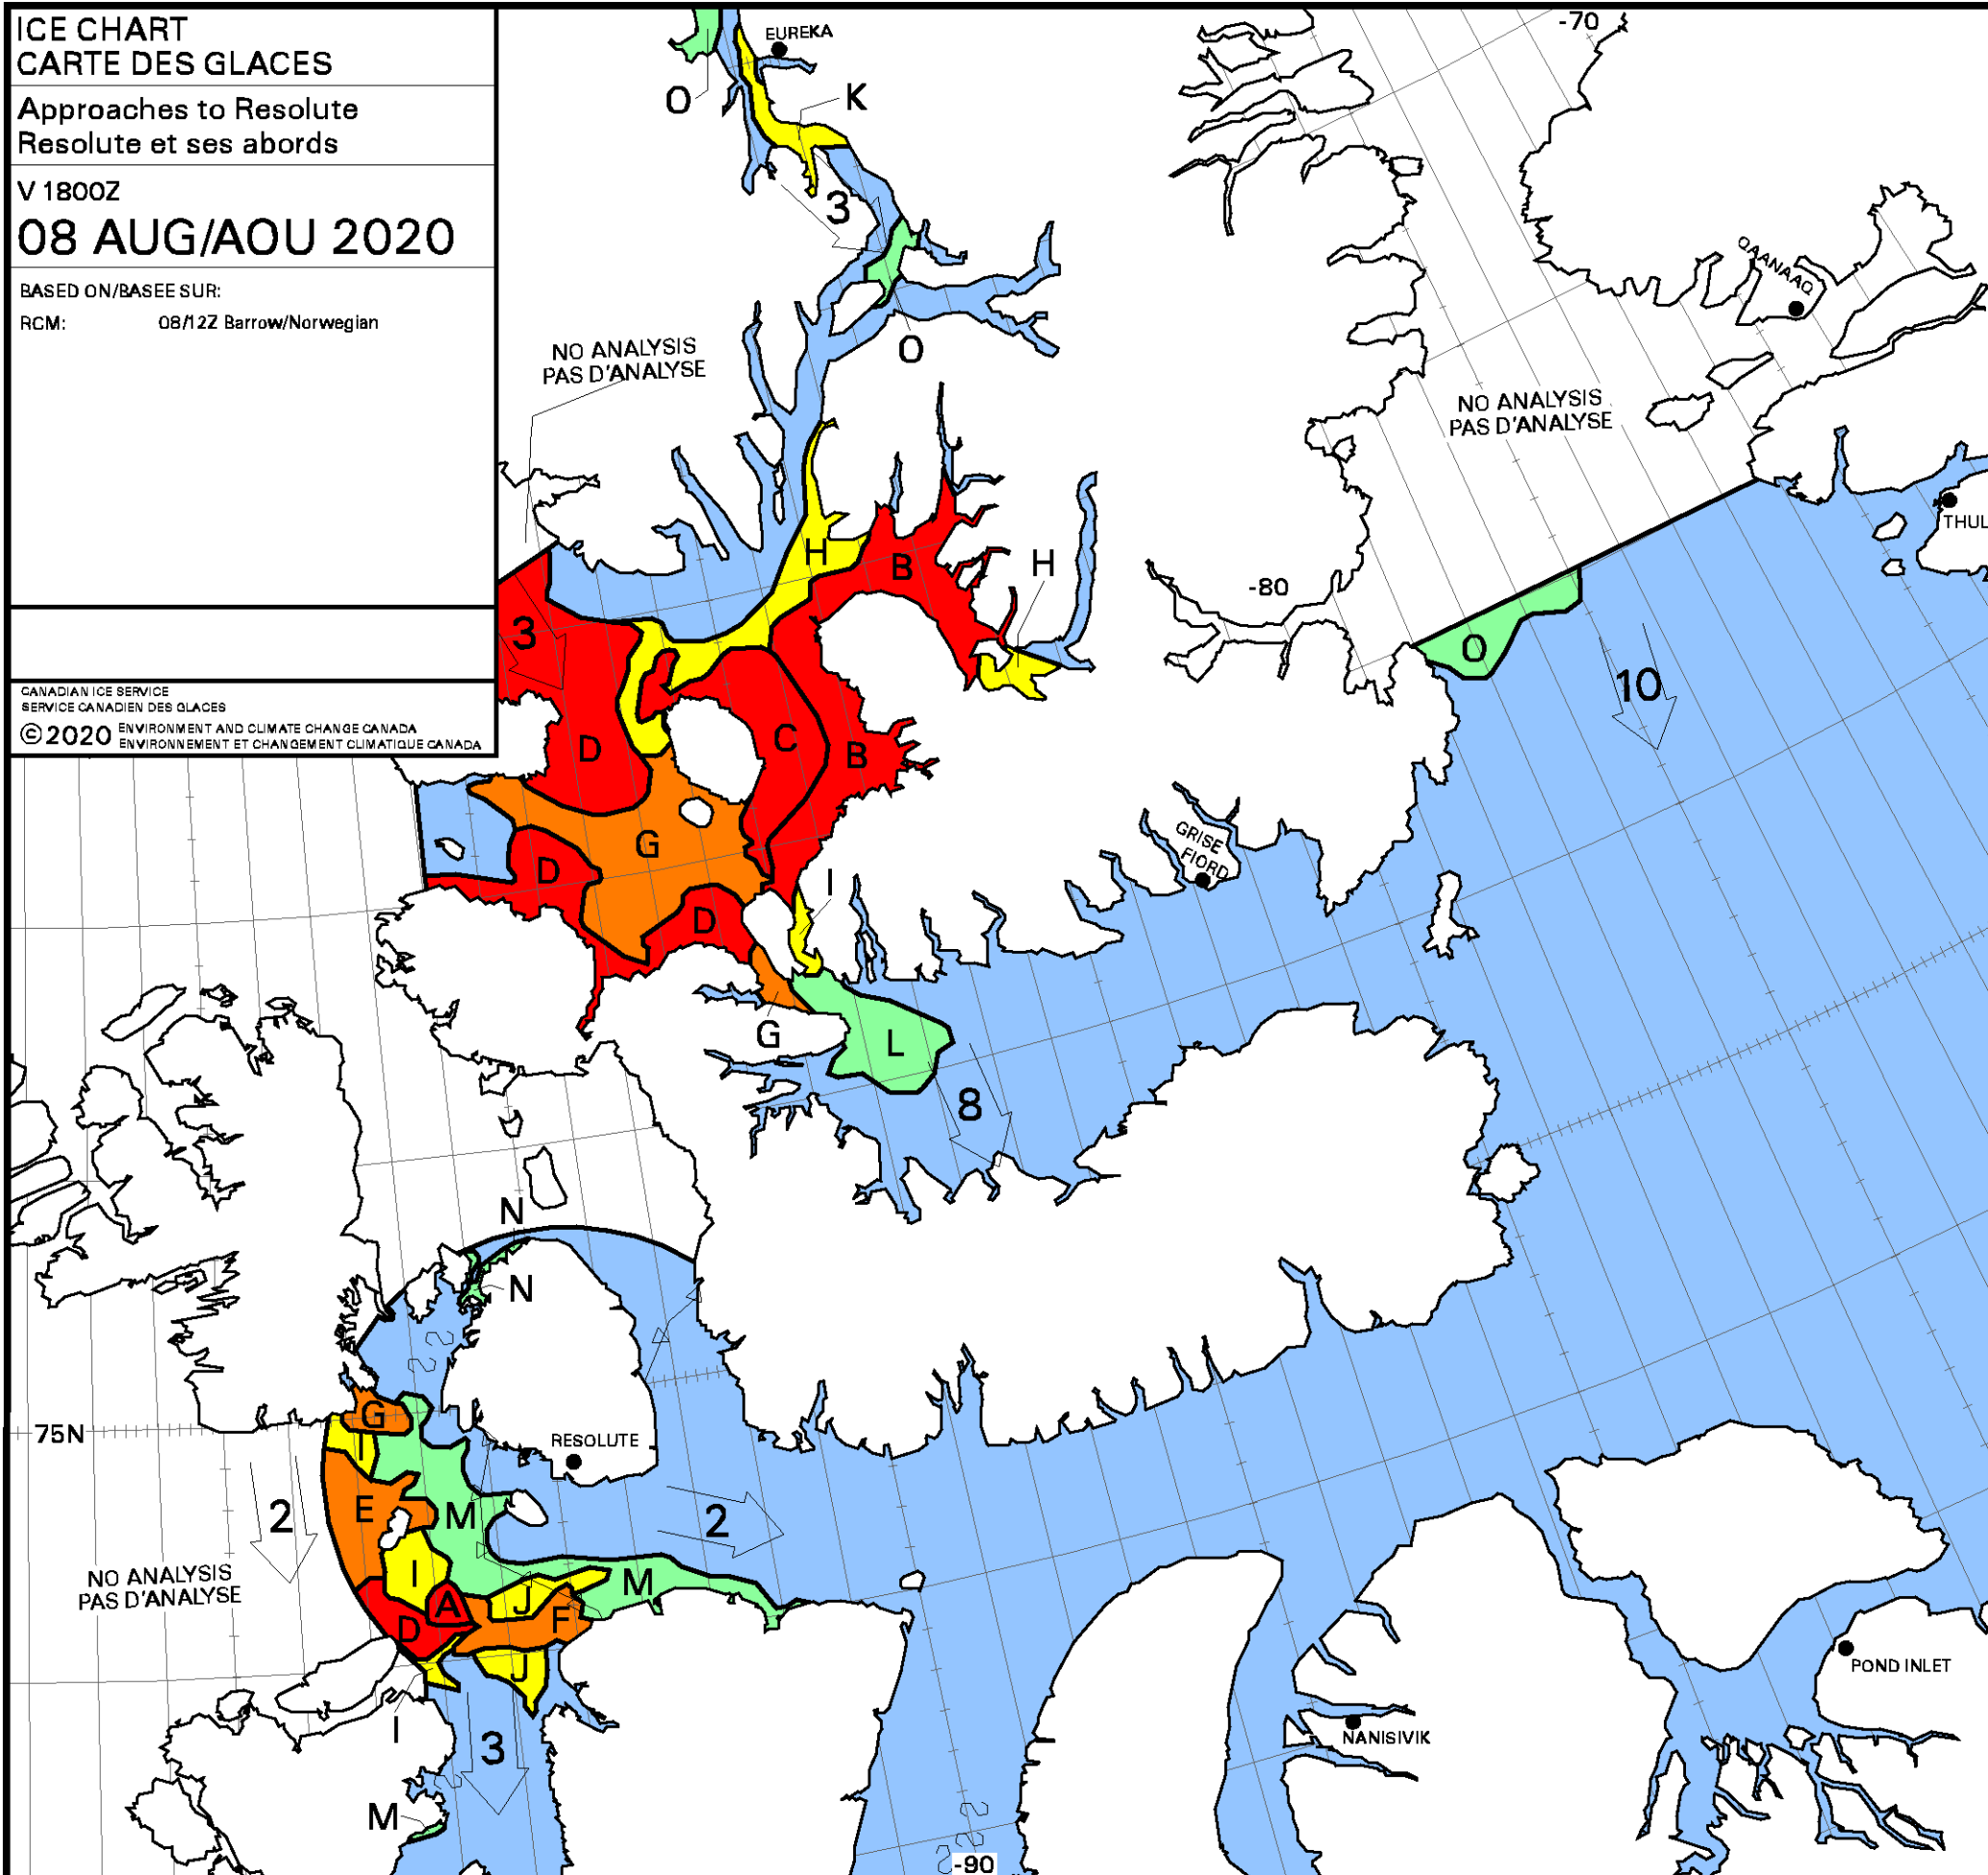 ICE CHART
CARTE DES GLACES
Approaches to Resolute
Resolute et ses abords
V 1800Z
08 AUG/AOU 2020
BASED ON/BASEE SUR:
RCM: 08/12Z Barrow/Norwegian
CANADIAN ICE SERVICE
SERVICE CANADIEN DES GLACES
© 2020 ENVIRONMENT AND CLIMATE CHANGE CANADA
ENVIRONNEMENT ET CHANGEMENT CLIMATIQUE CANADA
-70
EUREKA
O
K
3
QAANAAQ
O
NO ANALYSIS
PAS D'ANALYSE
NO ANALYSIS
PAS D'ANALYSE
THUL
H
B
H
-80
3
O
10
D
C
B
G
GRISE
FIORD
D
I
D
G
L
8
N
N
G
75N
I
RESOLUTE
E
M
2
2
NO ANALYSIS
PAS D'ANALYSE
I
M
A
J
F
D
J
POND INLET
I
3
NANISIVIK
M
-90